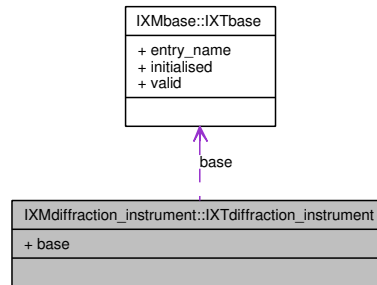 IXMbase::IXTbase
+ entry_name
+ initialised
+ valid
base
IXMdiffraction_instrument::IXTdiffraction_instrument
+ base